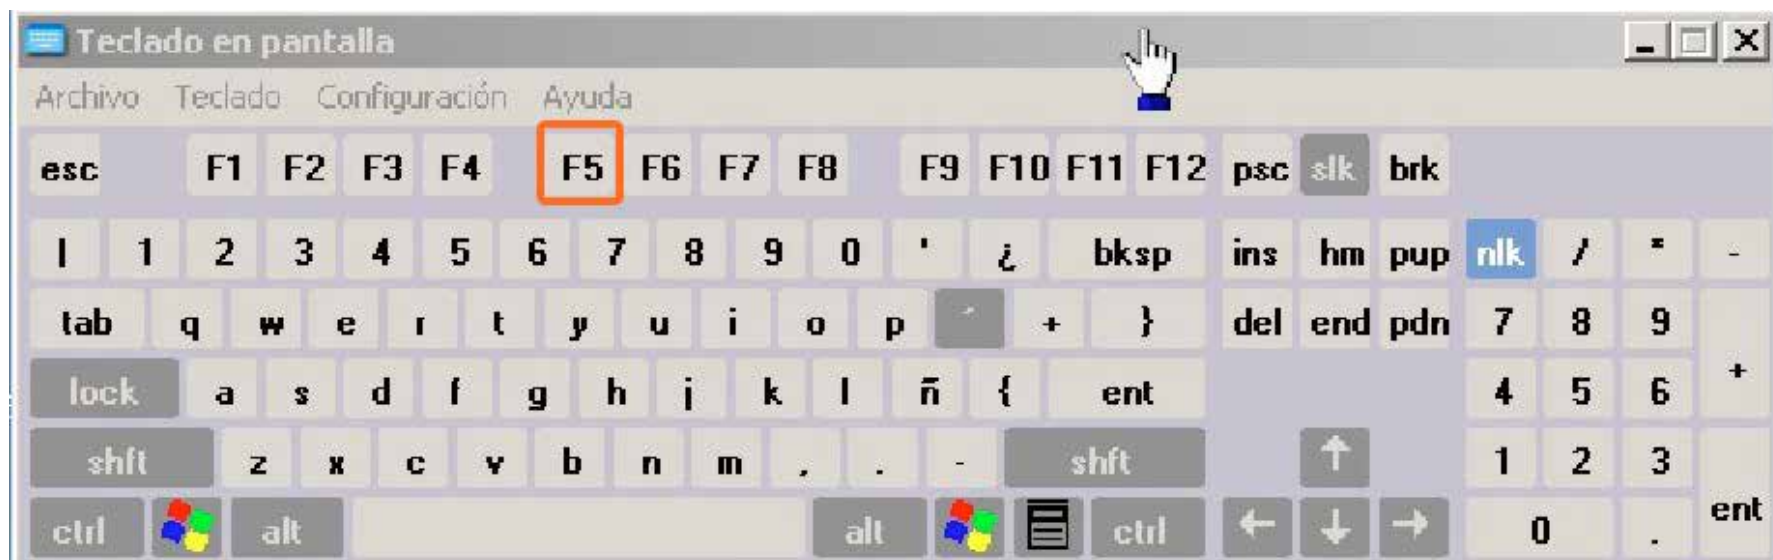 Teclado en pantalla
Archivo Teclado Configuración Ayuda
esc F1 F2 F3 F4 F5 F6 F7 F8 F9 F10 F11 F12 psc slk brk
| 1 2 3 4 5 6 7 8 9 0 ' ¿ bksp ins hm pup nlk / * -
tab q w e r t y u i o p ´ + } del end pdn 7 8 9
lock a s d f g h j k l ñ { ent 4 5 6 +
shft z x c v b n m , . - shft ↑ 1 2 3
ctrl alt alt ctrl ← ↓ → 0 . ent